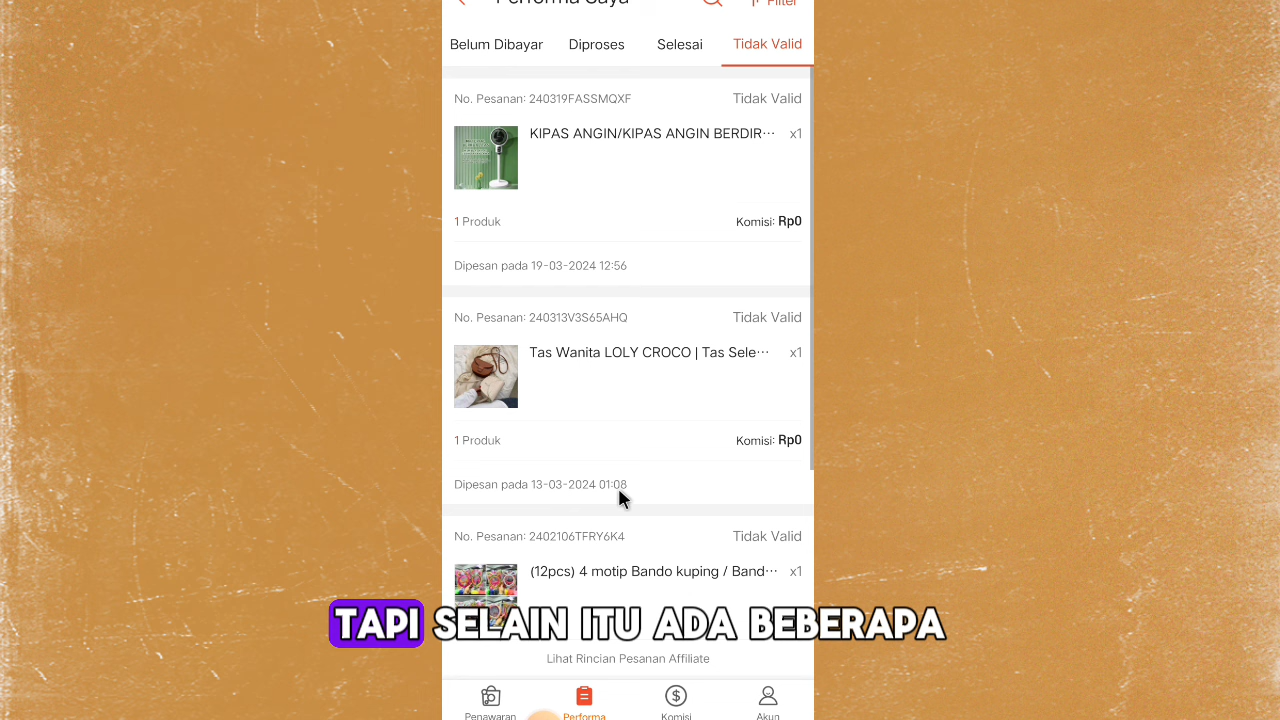 Performa Saya
Filter
Belum Dibayar Diproses Selesai Tidak Valid
No. Pesanan: 240319FASSMQXF Tidak Valid
KIPAS ANGIN/KIPAS ANGIN BERDIR··· x1
1 Produk Komisi: Rp0
Dipesan pada 19-03-2024 12:56
No. Pesanan: 240313V3S65AHQ Tidak Valid
Tas Wanita LOLY CROCO | Tas Sele··· x1
1 Produk Komisi: Rp0
Dipesan pada 13-03-2024 01:08
No. Pesanan: 2402106TFRY6K4 Tidak Valid
(12pcs) 4 motip Bando kuping / Band··· x1
TAPI SELAIN ITU ADA BEBERAPA
Lihat Rincian Pesanan Affiliate
Penawaran Performa Komisi Akun